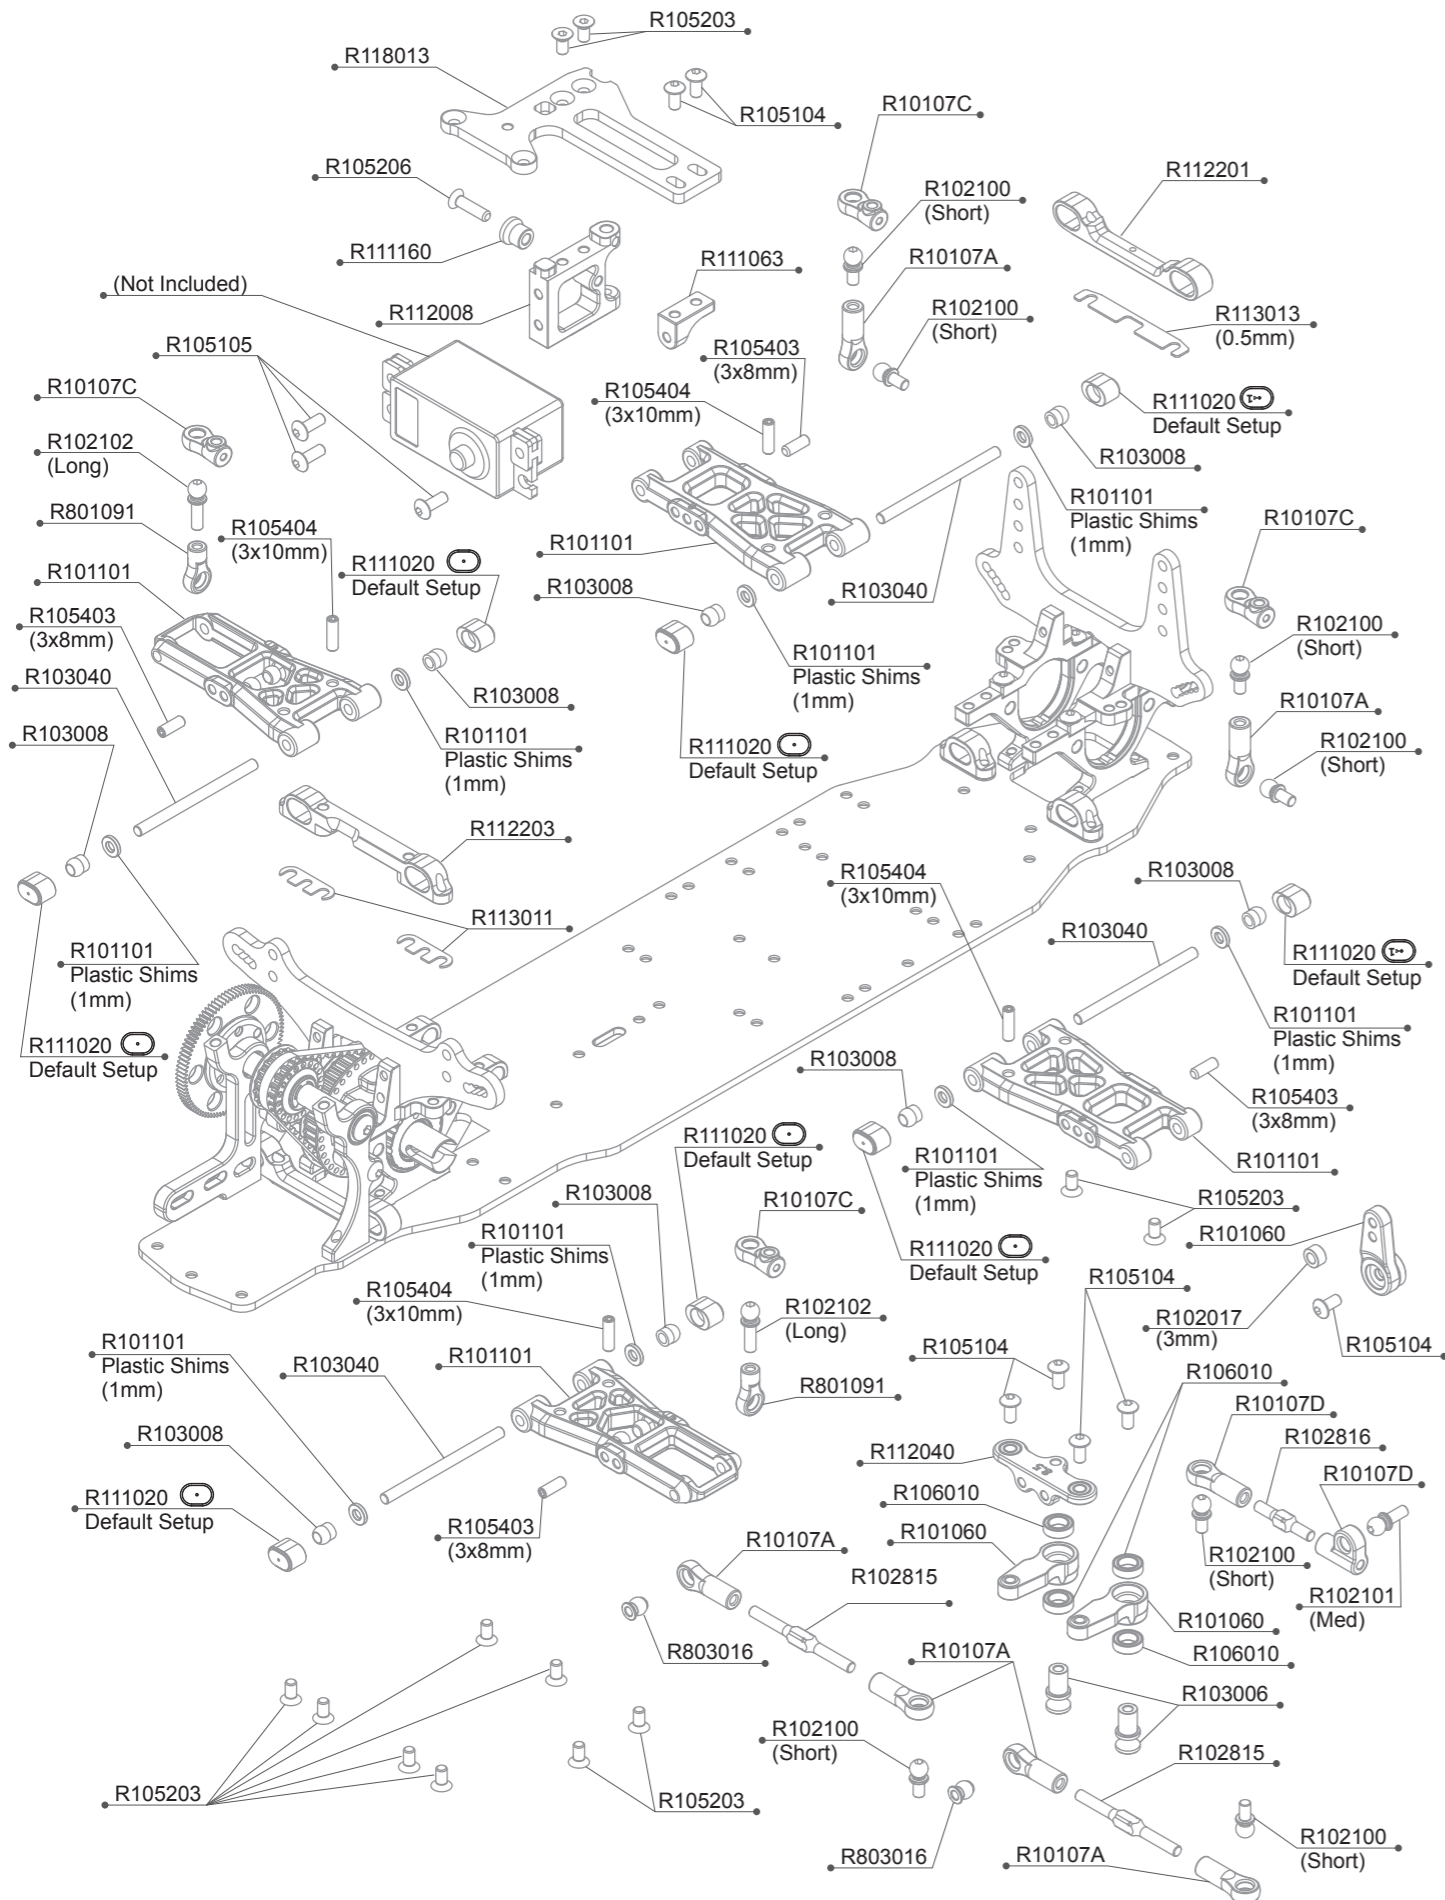 R105203
R118013
R105104
R10107C
R105206
R102100
(Short)
R112201
R111160
R111063
R10107A
(Not Included)
R112008
R102100
(Short)
R113013
(0.5mm)
R105105
R105403
(3x8mm)
R10107C
R105404
(3x10mm)
R111020
Default Setup
R102102
(Long)
R103008
R101101
Plastic Shims
(1mm)
R801091
R105404
(3x10mm)
R10107C
R101101
R111020
Default Setup
R101101
R103008
R103040
R105403
(3x8mm)
R102100
(Short)
R101101
Plastic Shims
(1mm)
R103040
R103008
R10107A
R103008
R101101
Plastic Shims
(1mm)
R111020
Default Setup
R102100
(Short)
R112203
R105404
(3x10mm)
R103008
R113011
R103040
R101101
Plastic Shims
(1mm)
R111020
Default Setup
R101101
Plastic Shims
(1mm)
R111020
Default Setup
R103008
R105403
(3x8mm)
R111020
Default Setup
R101101
Plastic Shims
(1mm)
R101101
R103008
R10107C
R105203
R101101
Plastic Shims
(1mm)
R111020
Default Setup
R101060
R105404
(3x10mm)
R105104
R102102
(Long)
R102017
(3mm)
R101101
Plastic Shims
(1mm)
R103040
R101101
R105104
R105104
R106010
R801091
R10107D
R103008
R112040
8.5
R102816
R10107D
R111020
Default Setup
R106010
R105403
(3x8mm)
R10107A
R101060
R102100
(Short)
R102815
R102101
(Med)
R101060
R803016
R10107A
R106010
R103006
R102100
(Short)
R102815
R105203
R105203
R102100
(Short)
R803016
R10107A